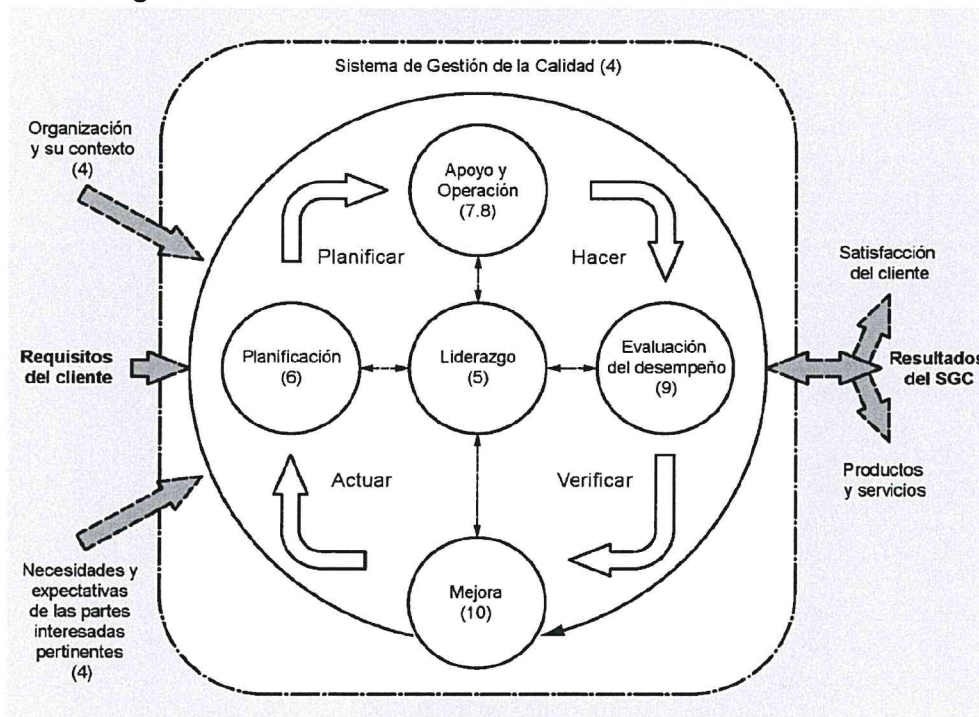 Sistema de Gestión de la Calidad (4)
Organización
y su contexto
(4)
Requisitos
del cliente
Necesidades y
expectativas
de las partes
interesadas
pertinentes
(4)
Apoyo y
Operación
(7.8)
Planificar
Hacer
Planificación
(6)
Liderazgo
(5)
Evaluación
del desempeño
(9)
Actuar
Verificar
Mejora
(10)
Satisfacción
del cliente
Resultados
del SGC
Productos
y servicios